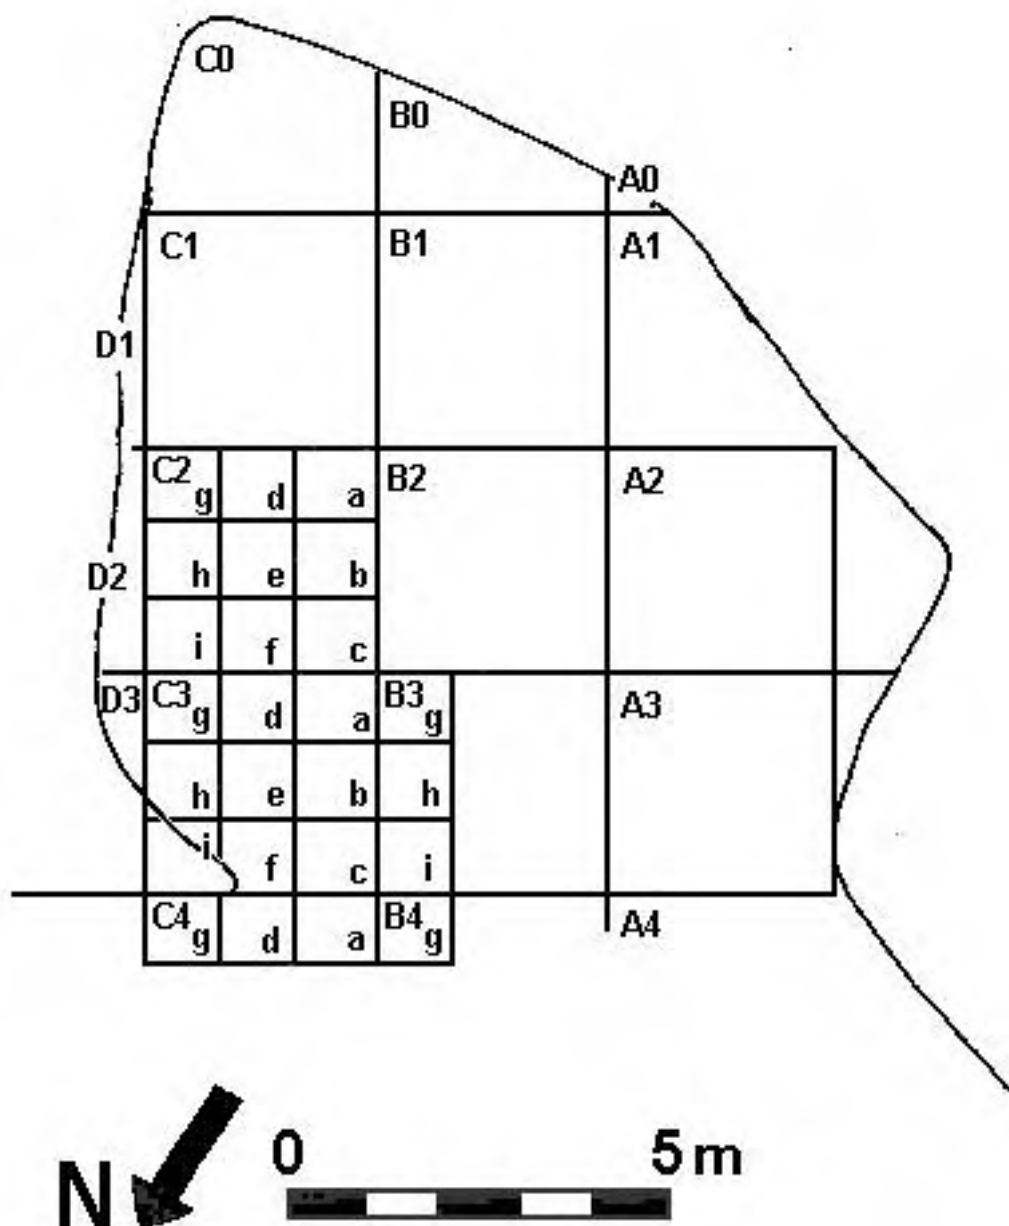 C0
B0
A0
C1 B1 A1
D1
C2 g d a B2 A2
D2 h e b
i f c
D3 C3 g d a B3 g A3
h e b h
i f c i
C4 g d a B4 g A4
0 5 m
N